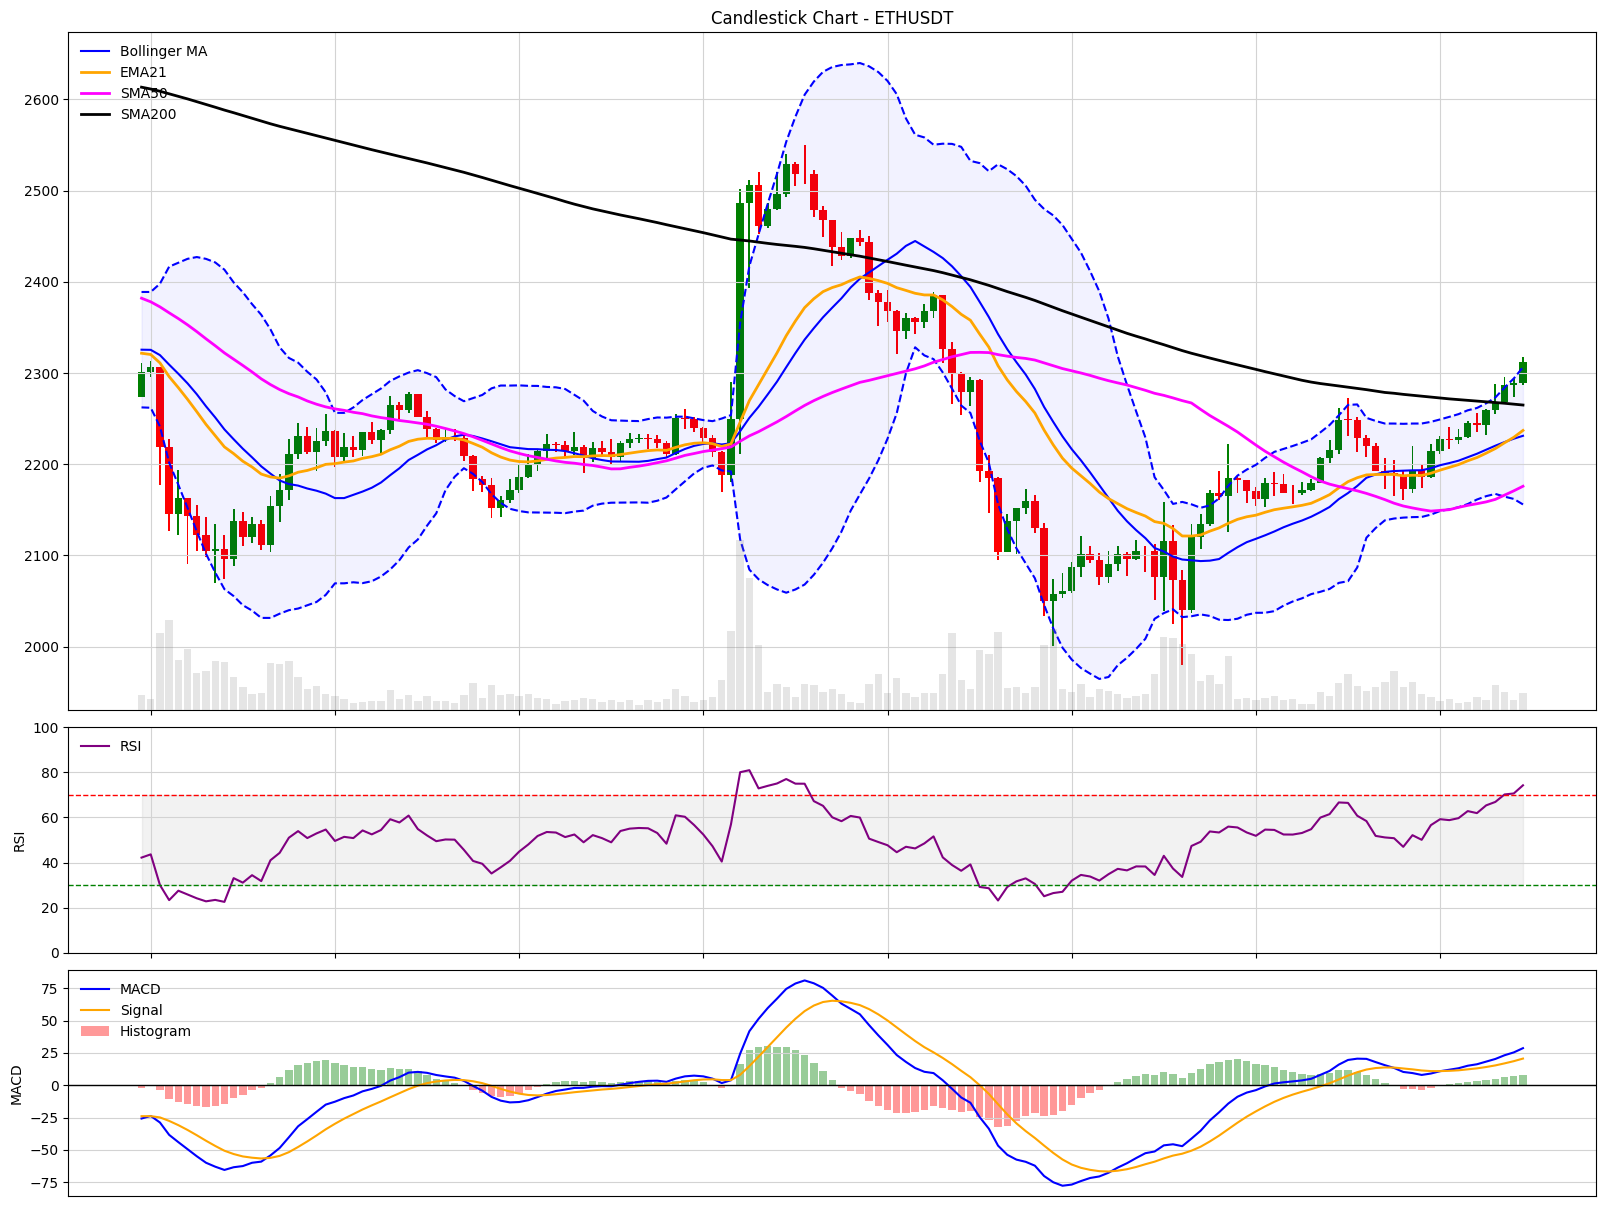 Candlestick Chart - ETHUSDT
Bollinger MA
EMA21
SMA50
SMA200
2600
2500
2400
2300
2200
2100
2000
RSI
100
80
60
40
20
0
RSI
MACD
Signal
Histogram
75
50
25
0
−25
−50
−75
MACD